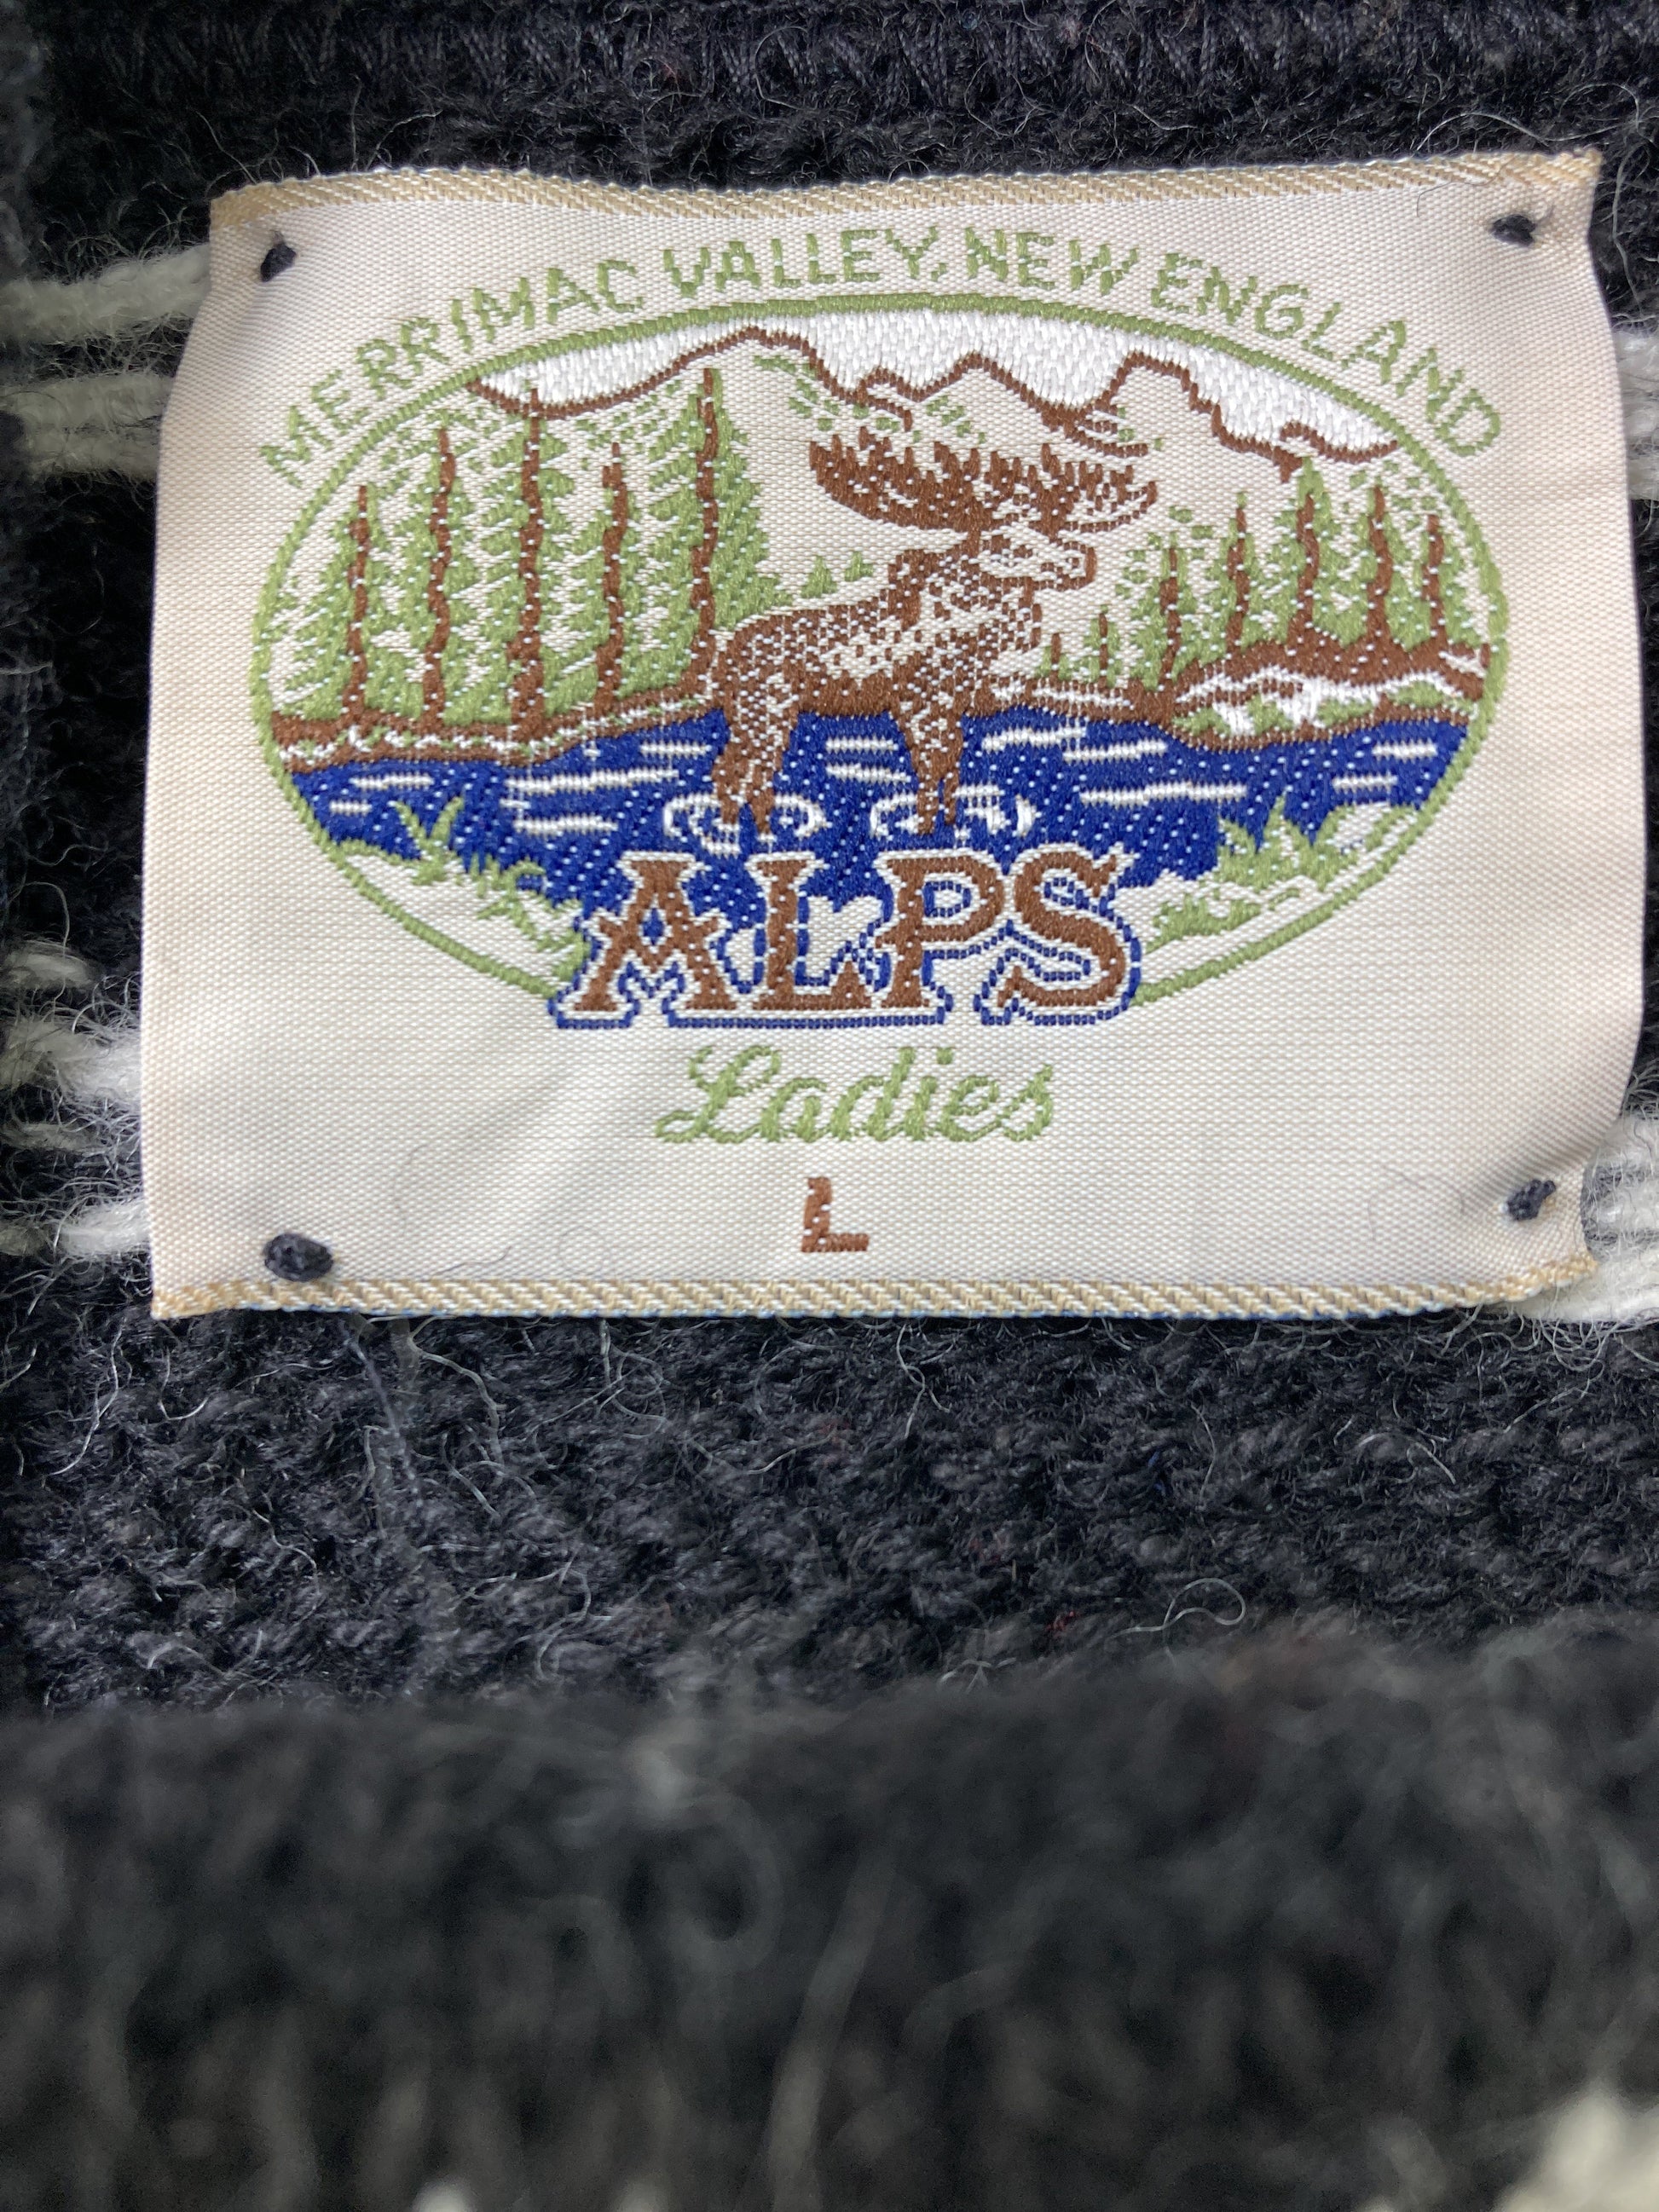 MERRIMAC VALLEY, NEW ENGLAND
ALPS
Ladies
L